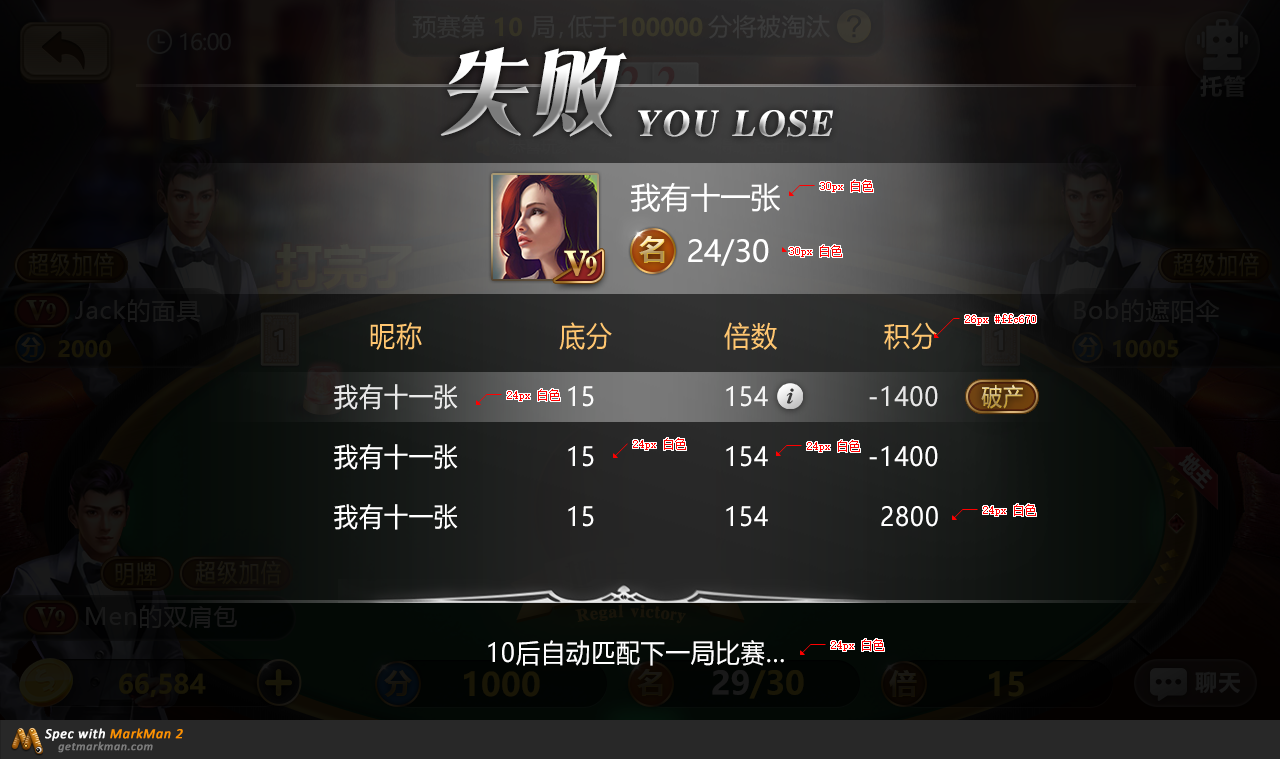 预赛第 10 局,低于100000 分将被淘汰 ?
16:00
托管
失败 YOU LOSE
我有十一张
30px 白色
V9
名 24/30
30px 白色
打完了
超级加倍
超级加倍
V9 Jack的面具
Bob的遮阳伞
分 2000
分 10005
1
1
昵称 底分 倍数 积分
26px #ffc670
我有十一张 15 154 i -1400 破产
24px 白色
我有十一张 15 154 -1400
24px 白色
24px 白色
地主
我有十一张 15 154 2800
24px 白色
明牌 超级加倍
V9 Men的双肩包
Regal victory
10后自动匹配下一局比赛...
24px 白色
66,584 分 1000 名 29/30 倍 15 聊天
Spec with MarkMan 2
getmarkman.com